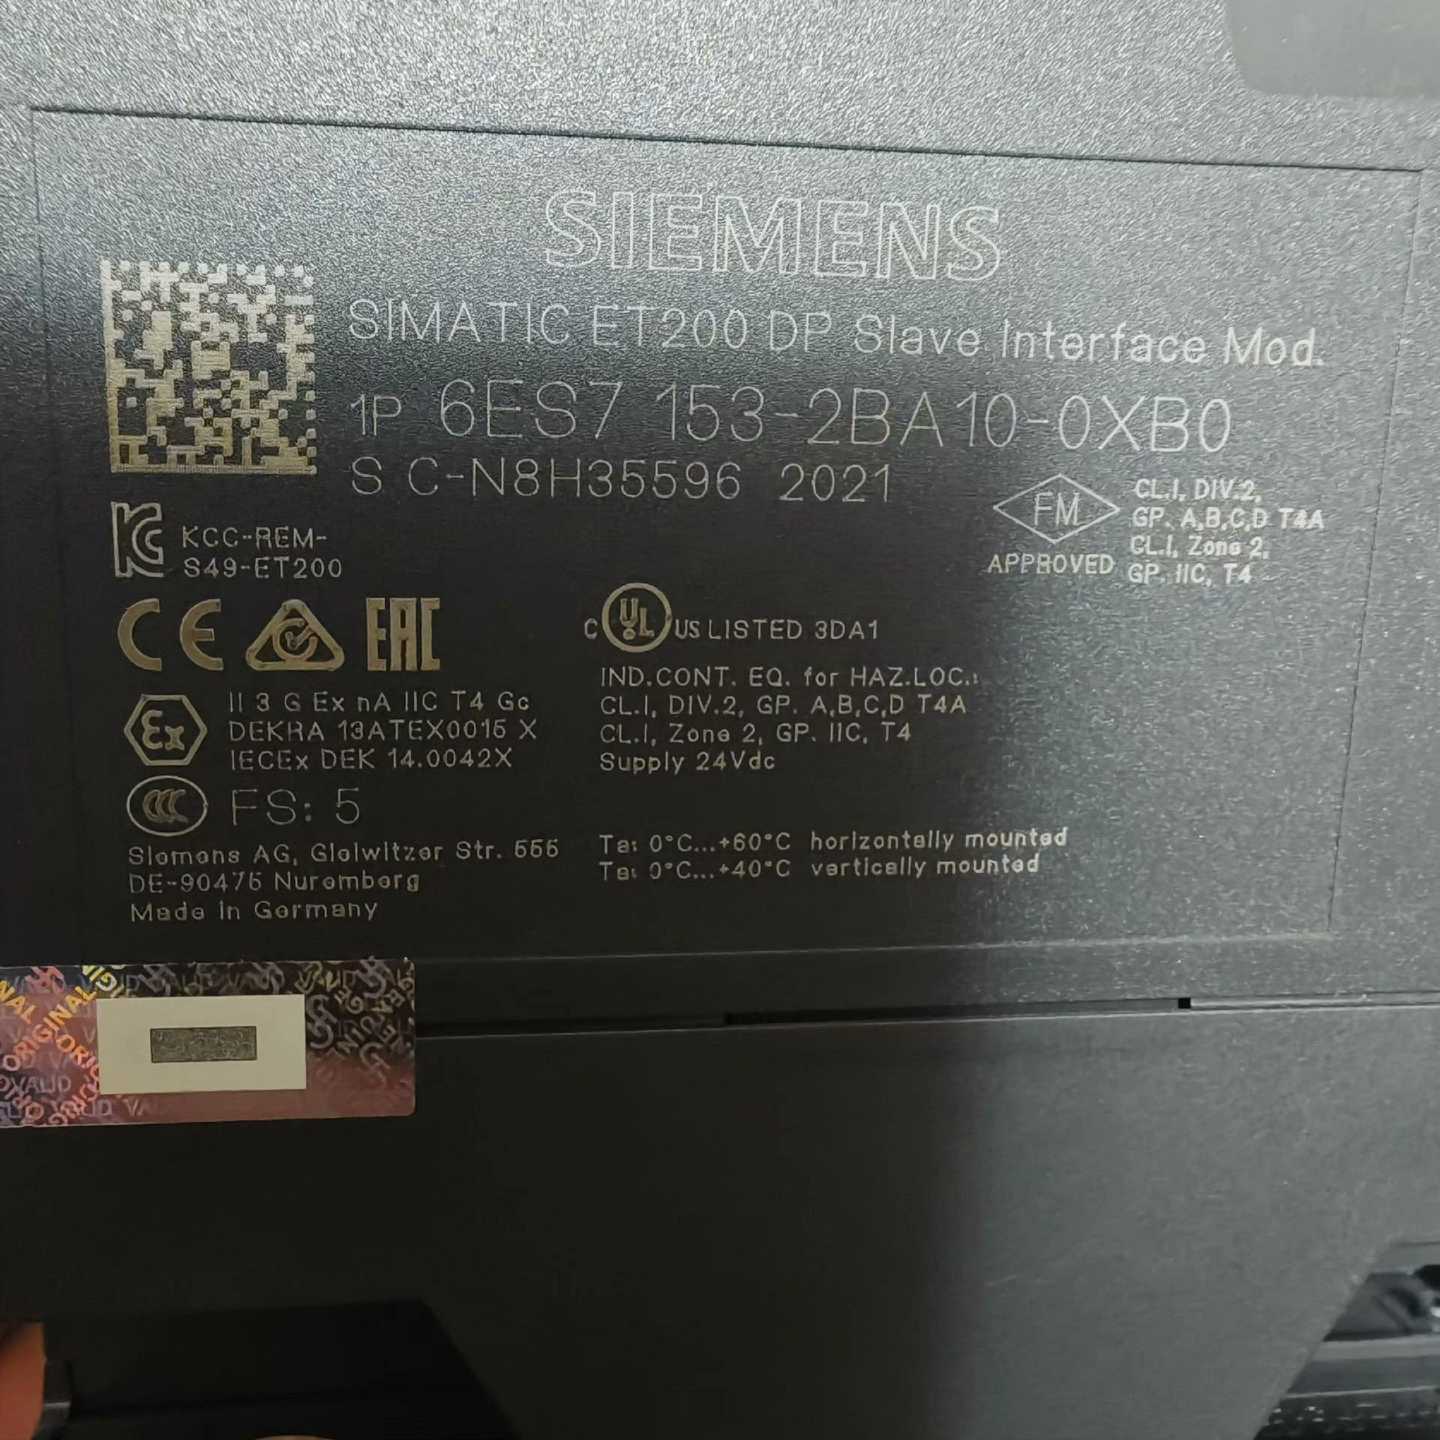 SIEMENS
SIMATIC ET200 DP Slave Interface Mod.
1P 6ES7 153-2BA10-0XB0
S C-N8H35596 2021
KCC-REM-
S49-ET200
FM
APPROVED
CL.I, DIV.2,
GP. A,B,C,D T4A
CL.I, Zone 2,
GP. IIC, T4
CE EAC
C UL US LISTED 3DA1
IND.CONT. EQ. for HAZ.LOC.:
CL.I, DIV.2, GP. A,B,C,D T4A
CL.I, Zone 2, GP. IIC, T4
Supply 24Vdc
Ex
II 3 G Ex nA IIC T4 Gc
DEKRA 13ATEX0015 X
IECEx DEK 14.0042X
CCC FS: 5
Siemens AG, Gleiwitzer Str. 555
DE-90475 Nuremberg
Made in Germany
Ta: 0°C...+60°C horizontally mounted
Ta: 0°C...+40°C vertically mounted
ORIGINAL
VALID